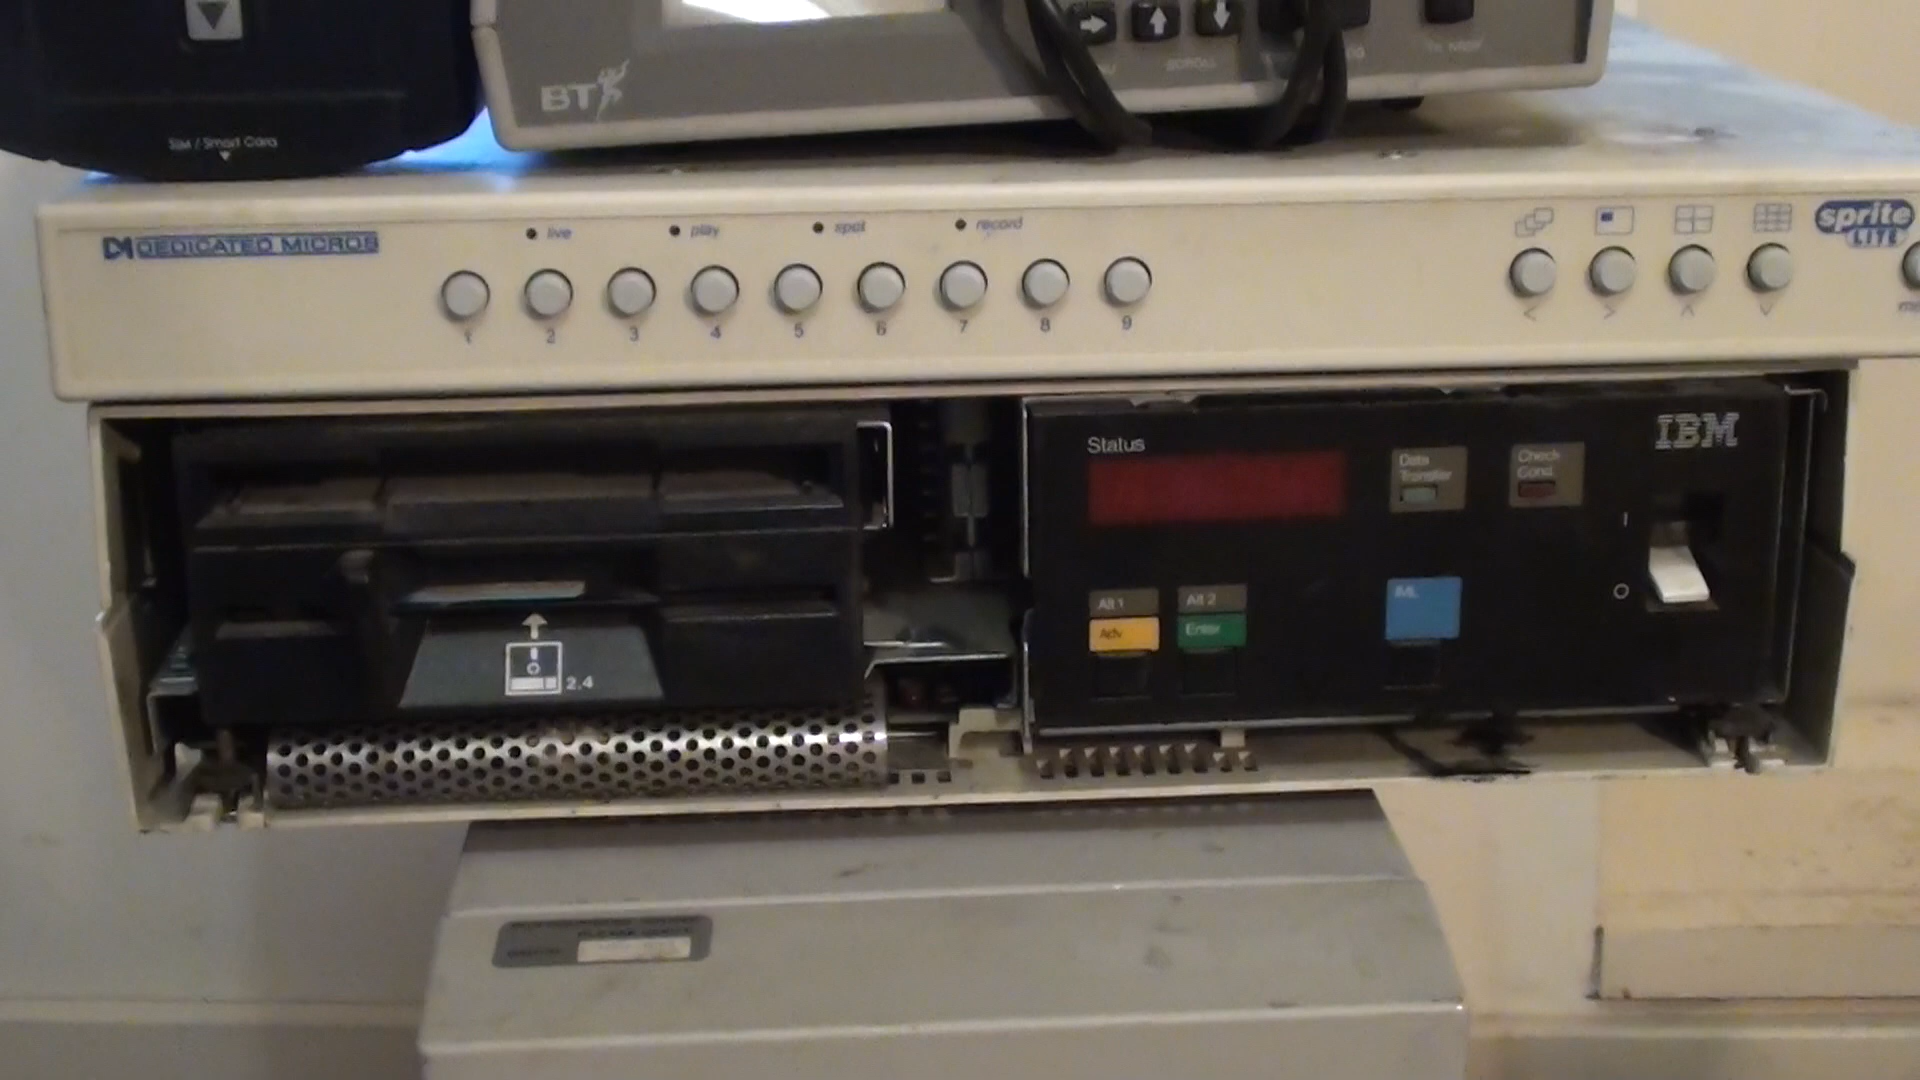 SIM / Smart Card
BT
SCROLL
DEDICATED MICROS
live
play
spot
record
sprite
LITE
1 2 3 4 5 6 7 8 9
< > ∧ ∨
Status
IBM
Data
Transfer
Check
Cond.
I
O
Alt 1
Adv
Alt 2
Enter
IML
2.4